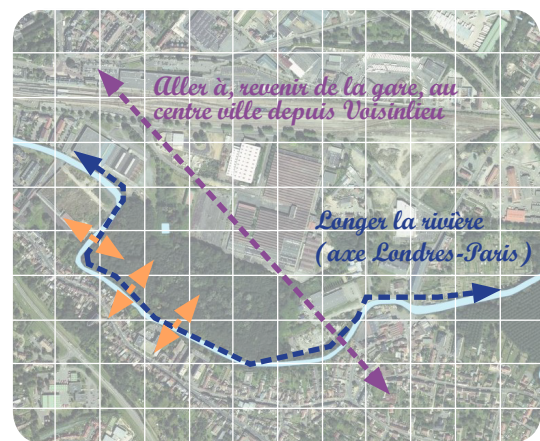 Aller à, revenir de la gare, au
centre ville depuis Voisinlieu
Longer la rivière
(axe Londres-Paris)